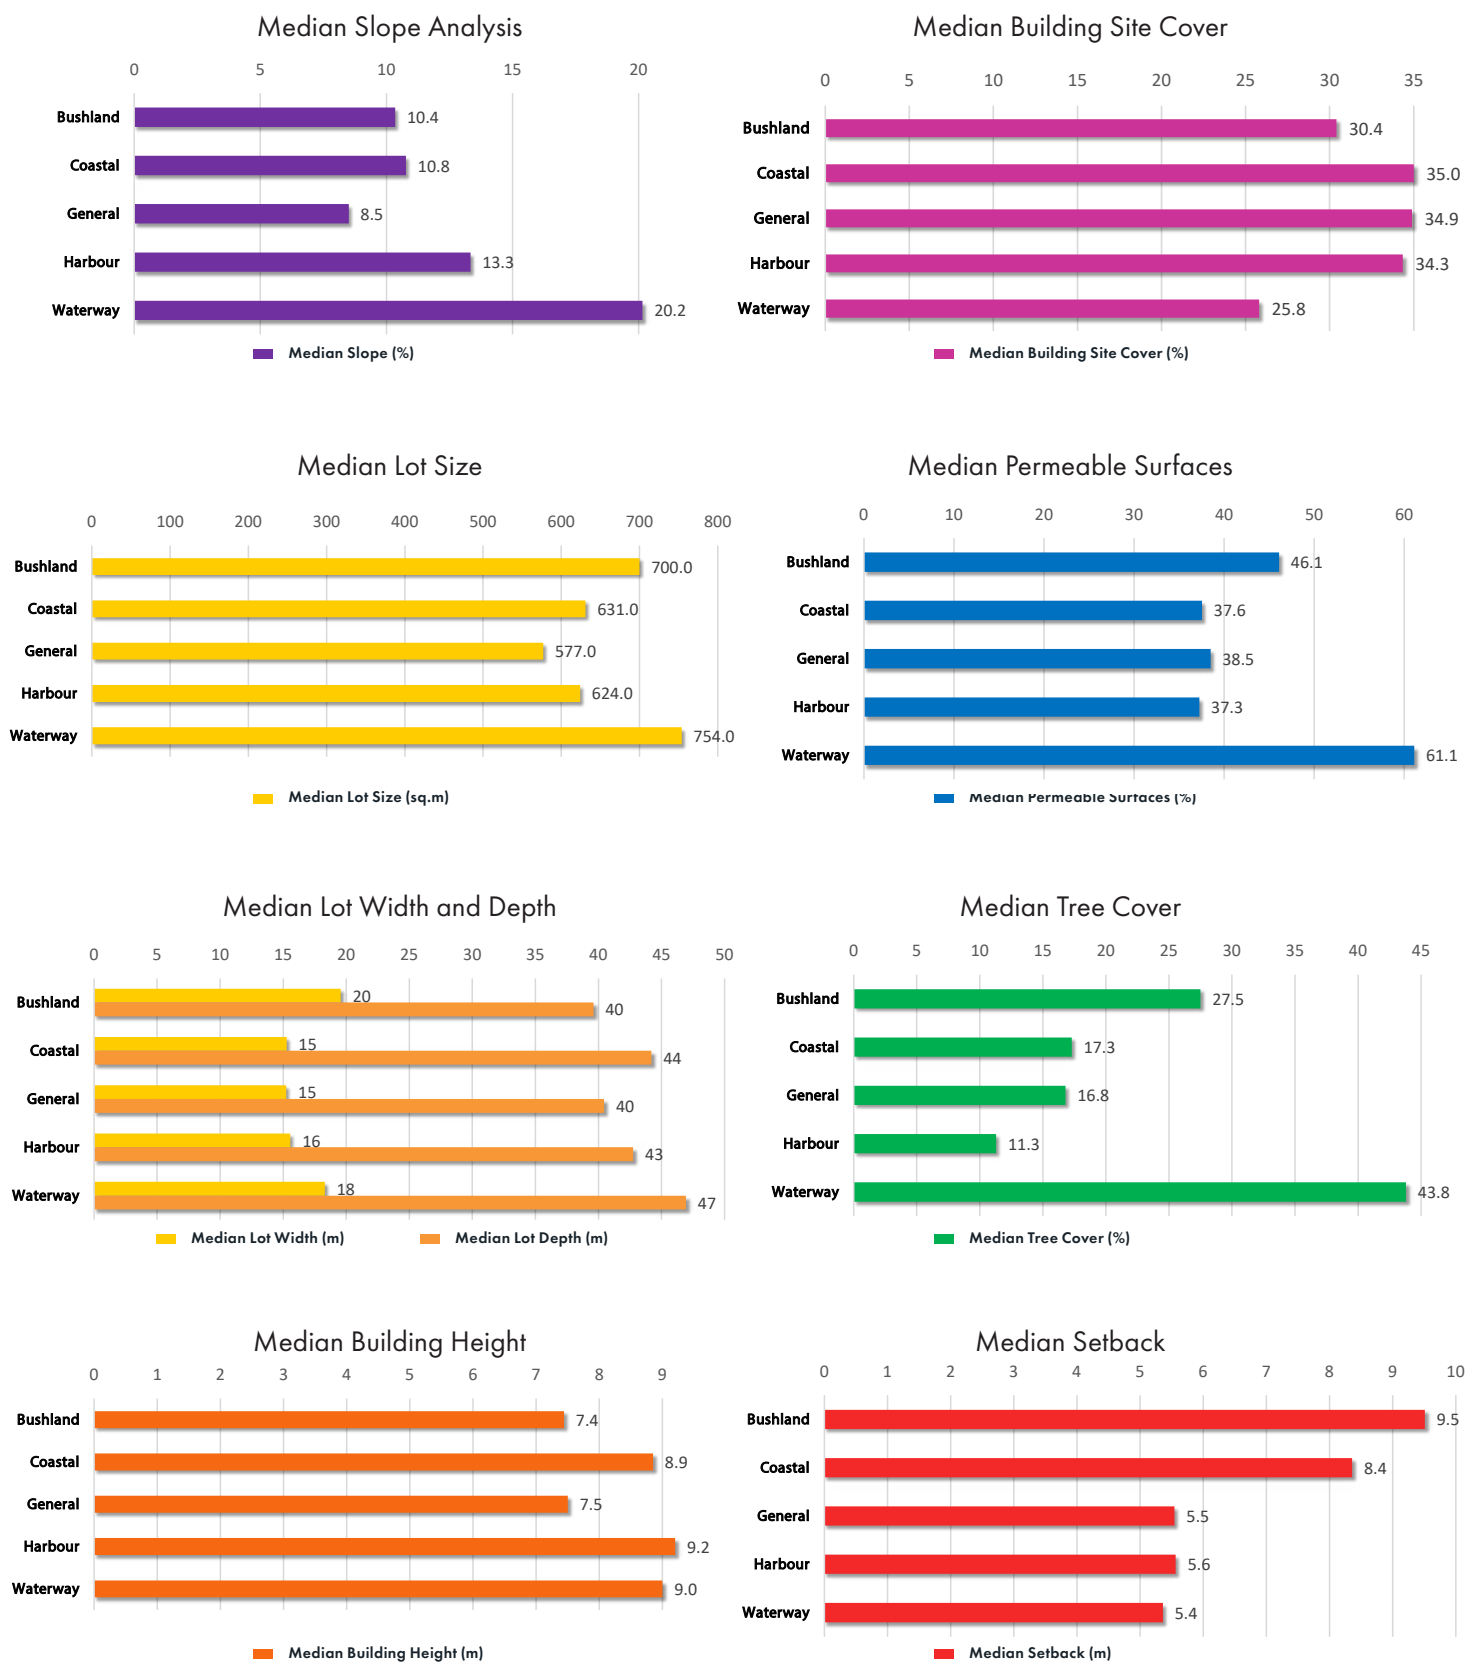 Median Slope Analysis
0 5 10 15 20
Bushland 10.4
Coastal 10.8
General 8.5
Harbour 13.3
Waterway 20.2
Median Slope (%)
Median Building Site Cover
0 5 10 15 20 25 30 35
Bushland 30.4
Coastal 35.0
General 34.9
Harbour 34.3
Waterway 25.8
Median Building Site Cover (%)
Median Lot Size
0 100 200 300 400 500 600 700 800
Bushland 700.0
Coastal 631.0
General 577.0
Harbour 624.0
Waterway 754.0
Median Lot Size (sq.m)
Median Permeable Surfaces
0 10 20 30 40 50 60
Bushland 46.1
Coastal 37.6
General 38.5
Harbour 37.3
Waterway 61.1
Median Permeable Surfaces (%)
Median Lot Width and Depth
0 5 10 15 20 25 30 35 40 45 50
Bushland 20 40
Coastal 15 44
General 15 40
Harbour 16 43
Waterway 18 47
Median Lot Width (m) Median Lot Depth (m)
Median Tree Cover
0 5 10 15 20 25 30 35 40 45
Bushland 27.5
Coastal 17.3
General 16.8
Harbour 11.3
Waterway 43.8
Median Tree Cover (%)
Median Building Height
0 1 2 3 4 5 6 7 8 9
Bushland 7.4
Coastal 8.9
General 7.5
Harbour 9.2
Waterway 9.0
Median Building Height (m)
Median Setback
0 1 2 3 4 5 6 7 8 9 10
Bushland 9.5
Coastal 8.4
General 5.5
Harbour 5.6
Waterway 5.4
Median Setback (m)